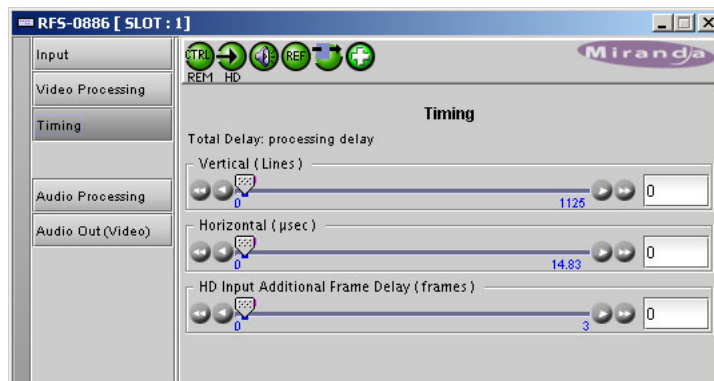 RFS-0886 [ SLOT : 1]
Input
Video Processing
Timing
Audio Processing
Audio Out (Video)
CTRL REF
REM HD
Miranda
Timing
Total Delay: processing delay
Vertical (Lines)
0 1125 0
Horizontal (µsec)
0 14.83 0
HD Input Additional Frame Delay (frames)
0 3 0